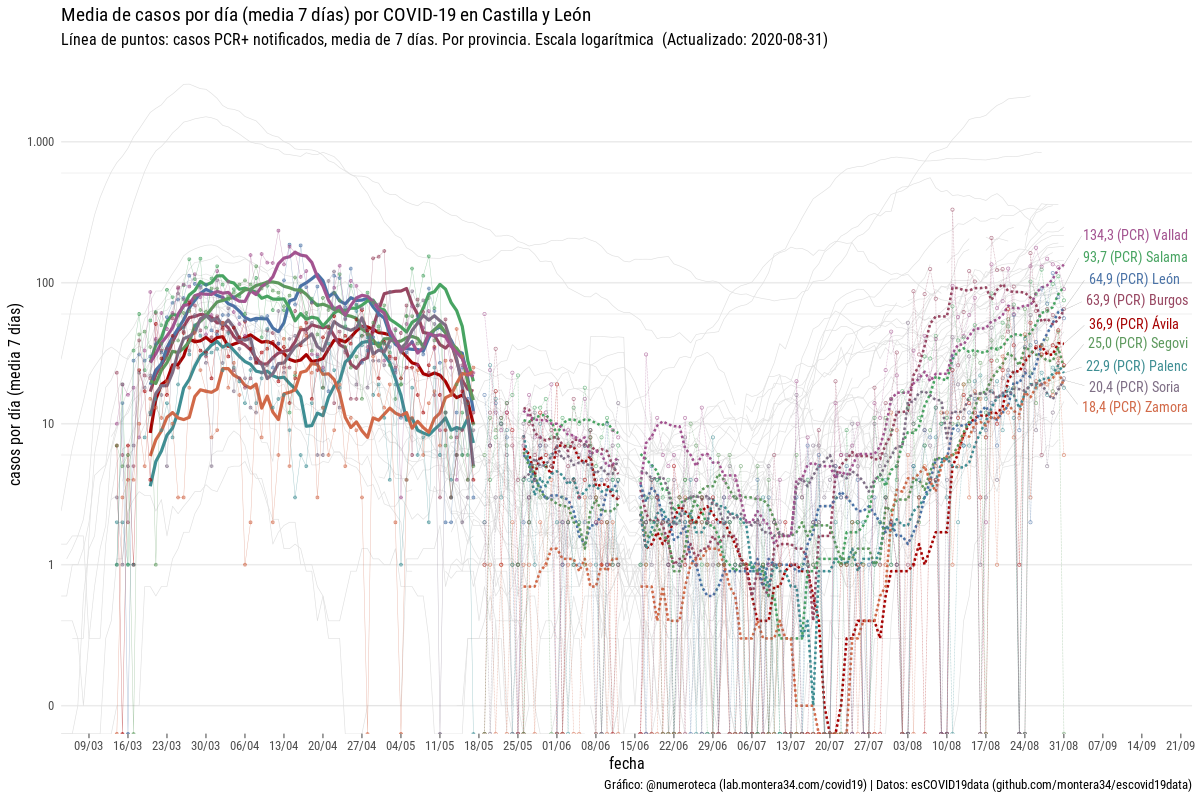 Media de casos por día (media 7 días) por COVID-19 en Castilla y León
Línea de puntos: casos PCR+ notificados, media de 7 días. Por provincia. Escala logarítmica (Actualizado: 2020-08-31)
casos por día (media 7 días)
1.000
100
10
1
0
134,3 (PCR) Vallad
93,7 (PCR) Salama
64,9 (PCR) León
63,9 (PCR) Burgos
36,9 (PCR) Ávila
25,0 (PCR) Segovi
22,9 (PCR) Palenc
20,4 (PCR) Soria
18,4 (PCR) Zamora
09/03 16/03 23/03 30/03 06/04 13/04 20/04 27/04 04/05 11/05 18/05 25/05 01/06 08/06 15/06 22/06 29/06 06/07 13/07 20/07 27/07 03/08 10/08 17/08 24/08 31/08 07/09 14/09 21/09
fecha
Gráfico: @numeroteca (lab.montera34.com/covid19) | Datos: esCOVID19data (github.com/montera34/escovid19data)